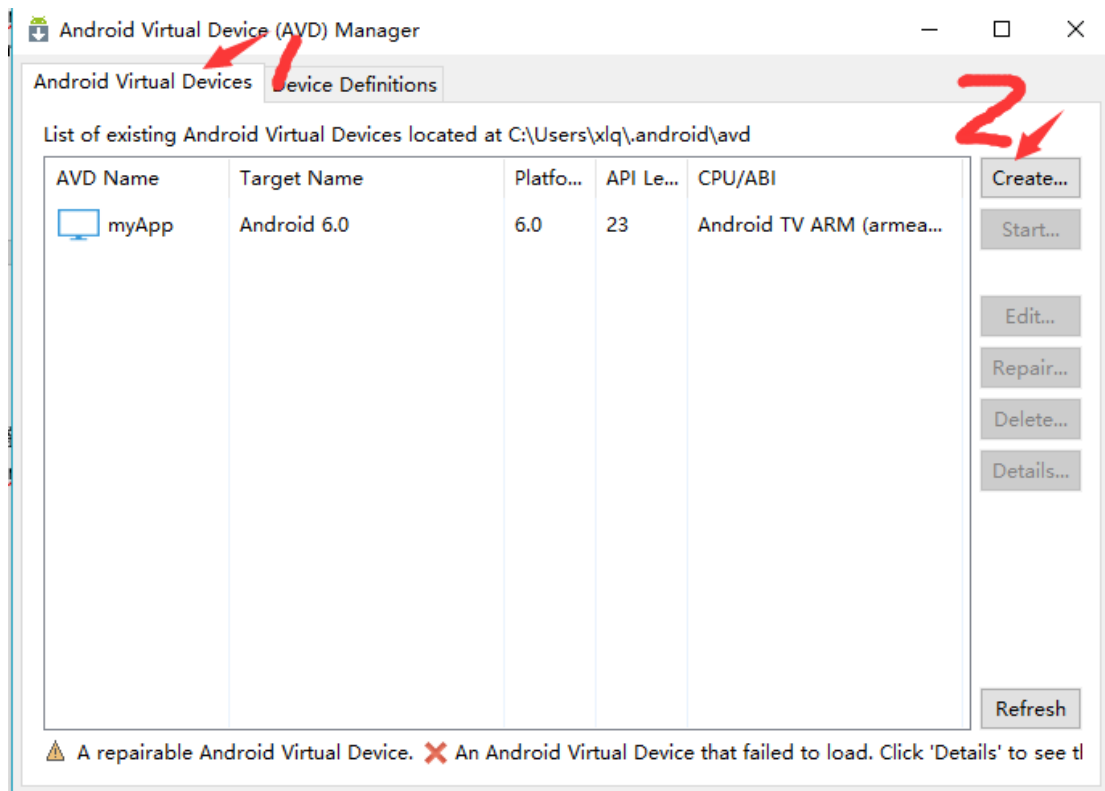 Android Virtual Device (AVD) Manager
1
Android Virtual Devices
Device Definitions
2
List of existing Android Virtual Devices located at C:\Users\xlq\.android\avd
AVD Name Target Name Platfo... API Le... CPU/ABI
myApp Android 6.0 6.0 23 Android TV ARM (armea...
Create...
Start...
Edit...
Repair...
Delete...
Details...
Refresh
A repairable Android Virtual Device. An Android Virtual Device that failed to load. Click 'Details' to see